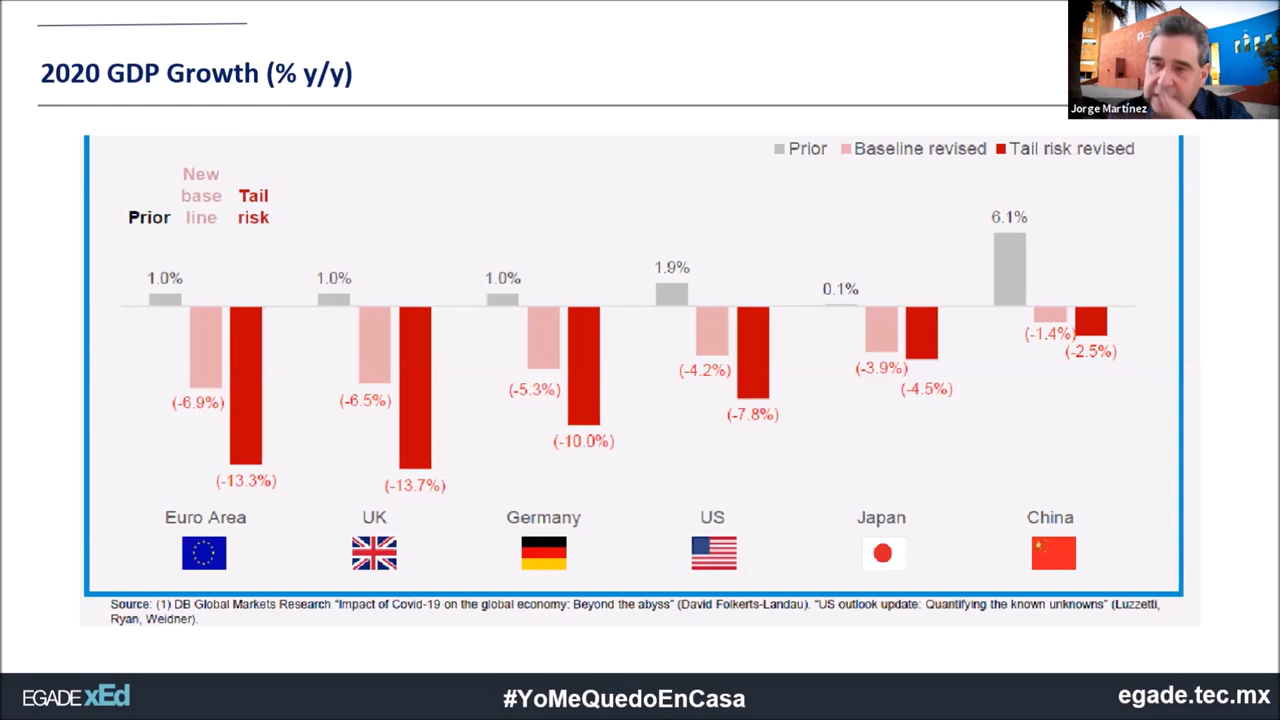 2020 GDP Growth (% y/y)
Jorge Martínez
Prior Baseline revised Tail risk revised
New
base Tail
Prior line risk
1.0% 1.0% 1.0% 1.9% 0.1% 6.1%
(-6.9%) (-6.5%) (-5.3%) (-4.2%) (-3.9%) (-1.4%)
(-13.3%) (-13.7%) (-10.0%) (-7.8%) (-4.5%) (-2.5%)
Euro Area UK Germany US Japan China
Source: (1) DB Global Markets Research “Impact of Covid-19 on the global economy: Beyond the abyss” (David Folkerts-Landau). “US outlook update: Quantifying the known unknowns” (Luzzetti,
Ryan, Weidner).
EGADE xEd
#YoMeQuedoEnCasa
egade.tec.mx